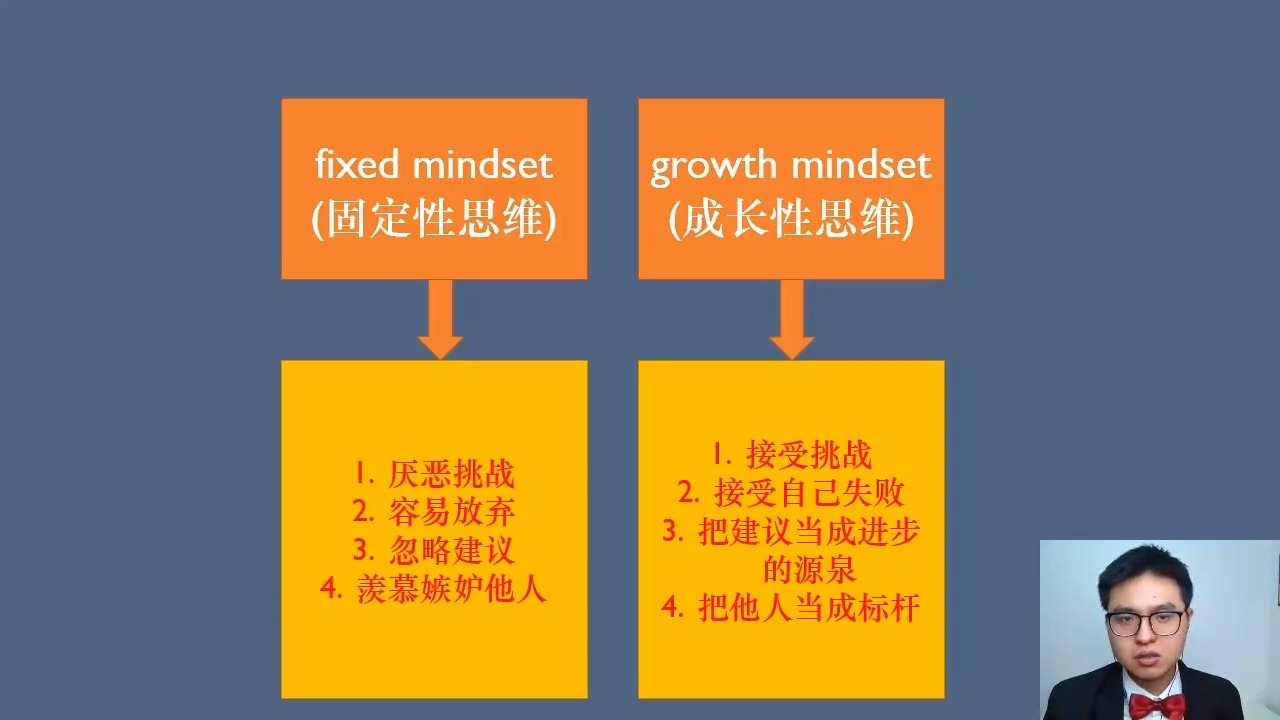 fixed mindset
(固定性思维)
growth mindset
(成长性思维)
1. 厌恶挑战
2. 容易放弃
3. 忽略建议
4. 羡慕嫉妒他人
1. 接受挑战
2. 接受自己失败
3. 把建议当成进步
的源泉
4. 把他人当成标杆